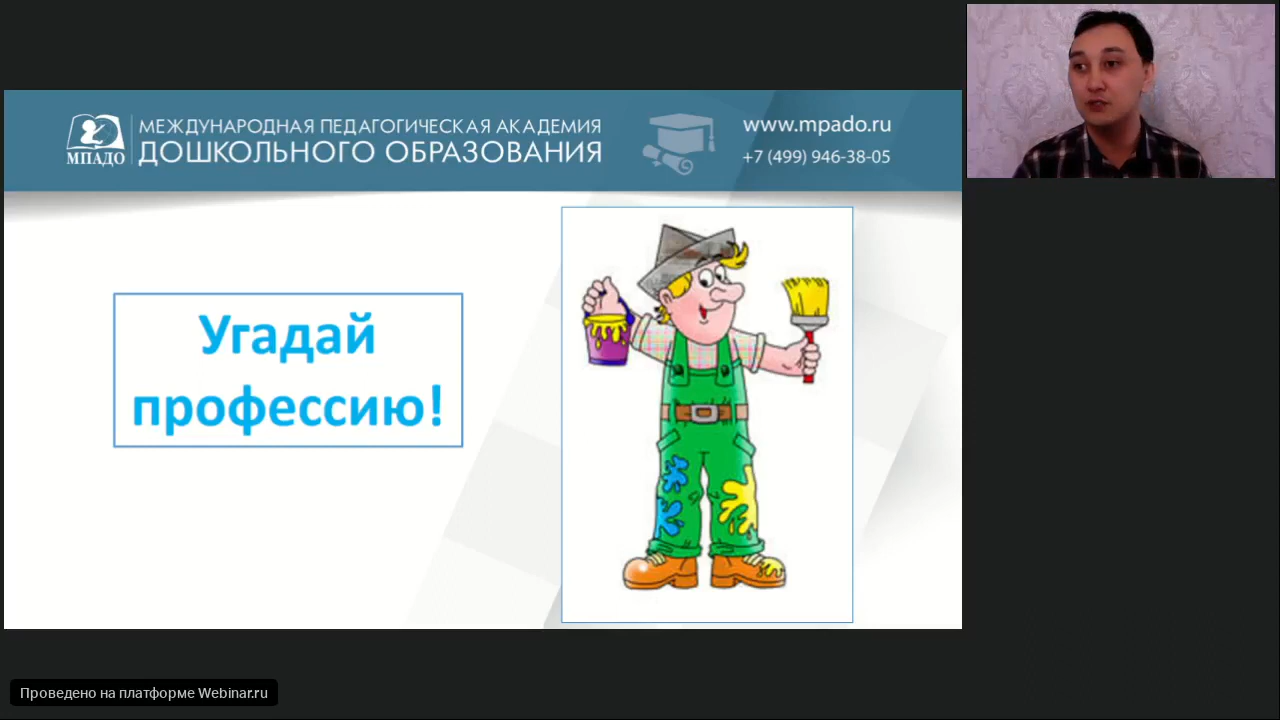 МПАДО
МЕЖДУНАРОДНАЯ ПЕДАГОГИЧЕСКАЯ АКАДЕМИЯ
ДОШКОЛЬНОГО ОБРАЗОВАНИЯ
www.mpado.ru
+7 (499) 946-38-05
Угадай
профессию!
Проведено на платформе Webinar.ru